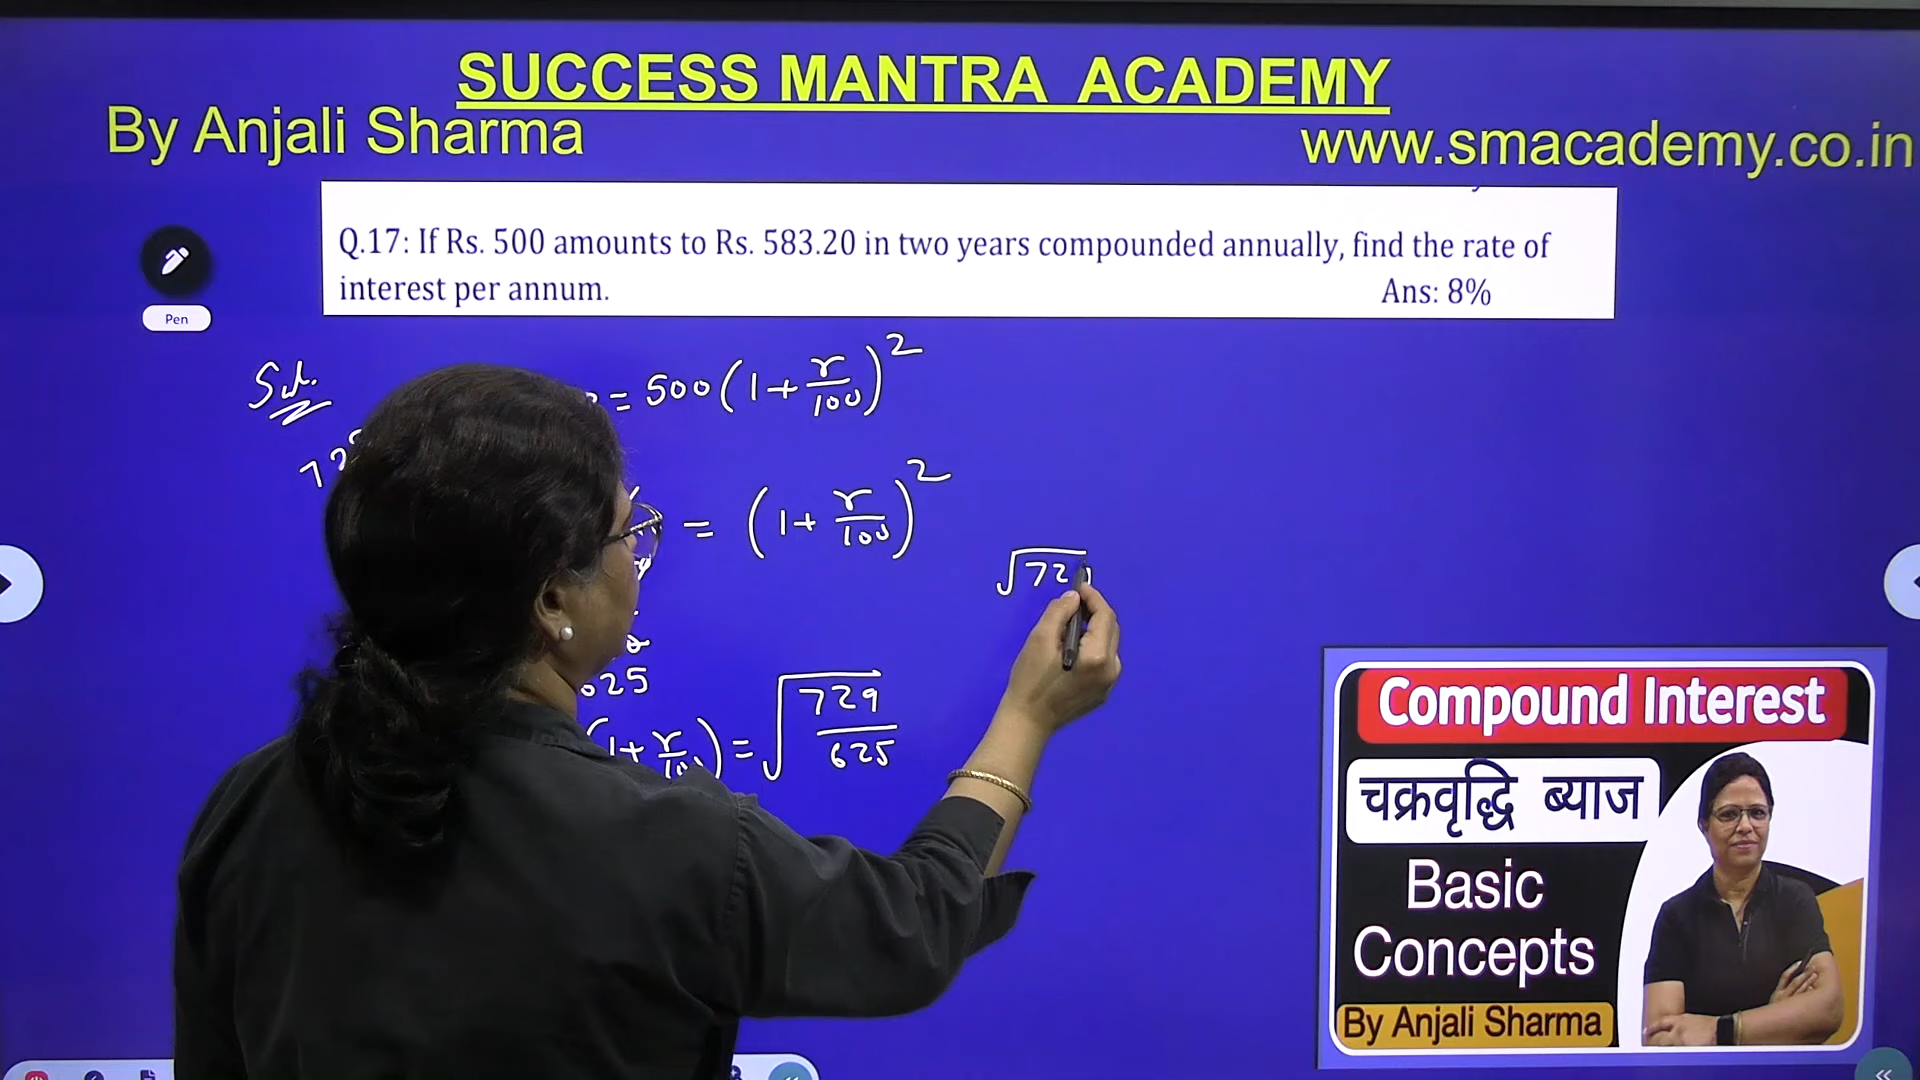 SUCCESS MANTRA ACADEMY
By Anjali Sharma
www.smacademy.co.in
Q.17: If Rs. 500 amounts to Rs. 583.20 in two years compounded annually, find the rate of
interest per annum. Ans: 8%
Pen
Sol.
= 500(1+r/100)²
72
= (1+r/100)²
√729
625
(1+r/100) = √729/625
Compound Interest
चक्रवृद्धि ब्याज
Basic
Concepts
By Anjali Sharma